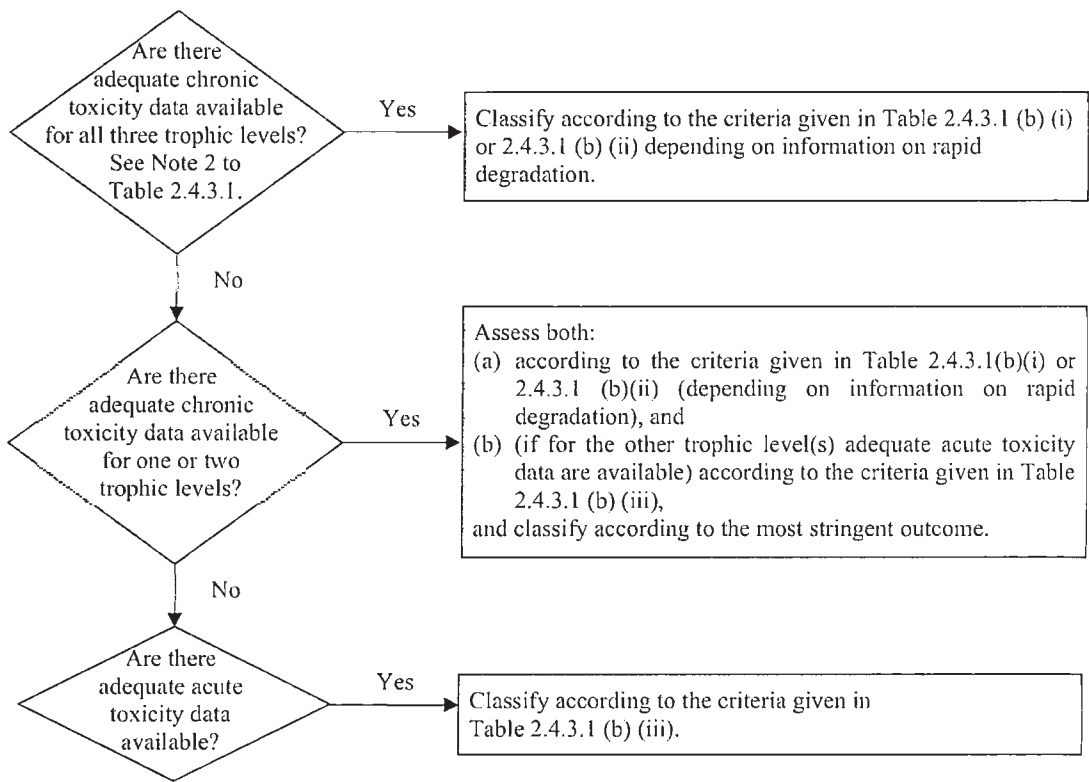 Are there
adequate chronic
toxicity data available
for all three trophic levels?
See Note 2 to
Table 2.4.3.1.
Yes
Classify according to the criteria given in Table 2.4.3.1 (b) (i)
or 2.4.3.1 (b) (ii) depending on information on rapid
degradation.
No
Are there
adequate chronic
toxicity data available
for one or two
trophic levels?
Yes
Assess both:
(a) according to the criteria given in Table 2.4.3.1(b)(i) or
2.4.3.1 (b)(ii) (depending on information on rapid
degradation), and
(b) (if for the other trophic level(s) adequate acute toxicity
data are available) according to the criteria given in Table
2.4.3.1 (b) (iii),
and classify according to the most stringent outcome.
No
Are there
adequate acute
toxicity data
available?
Yes
Classify according to the criteria given in
Table 2.4.3.1 (b) (iii).